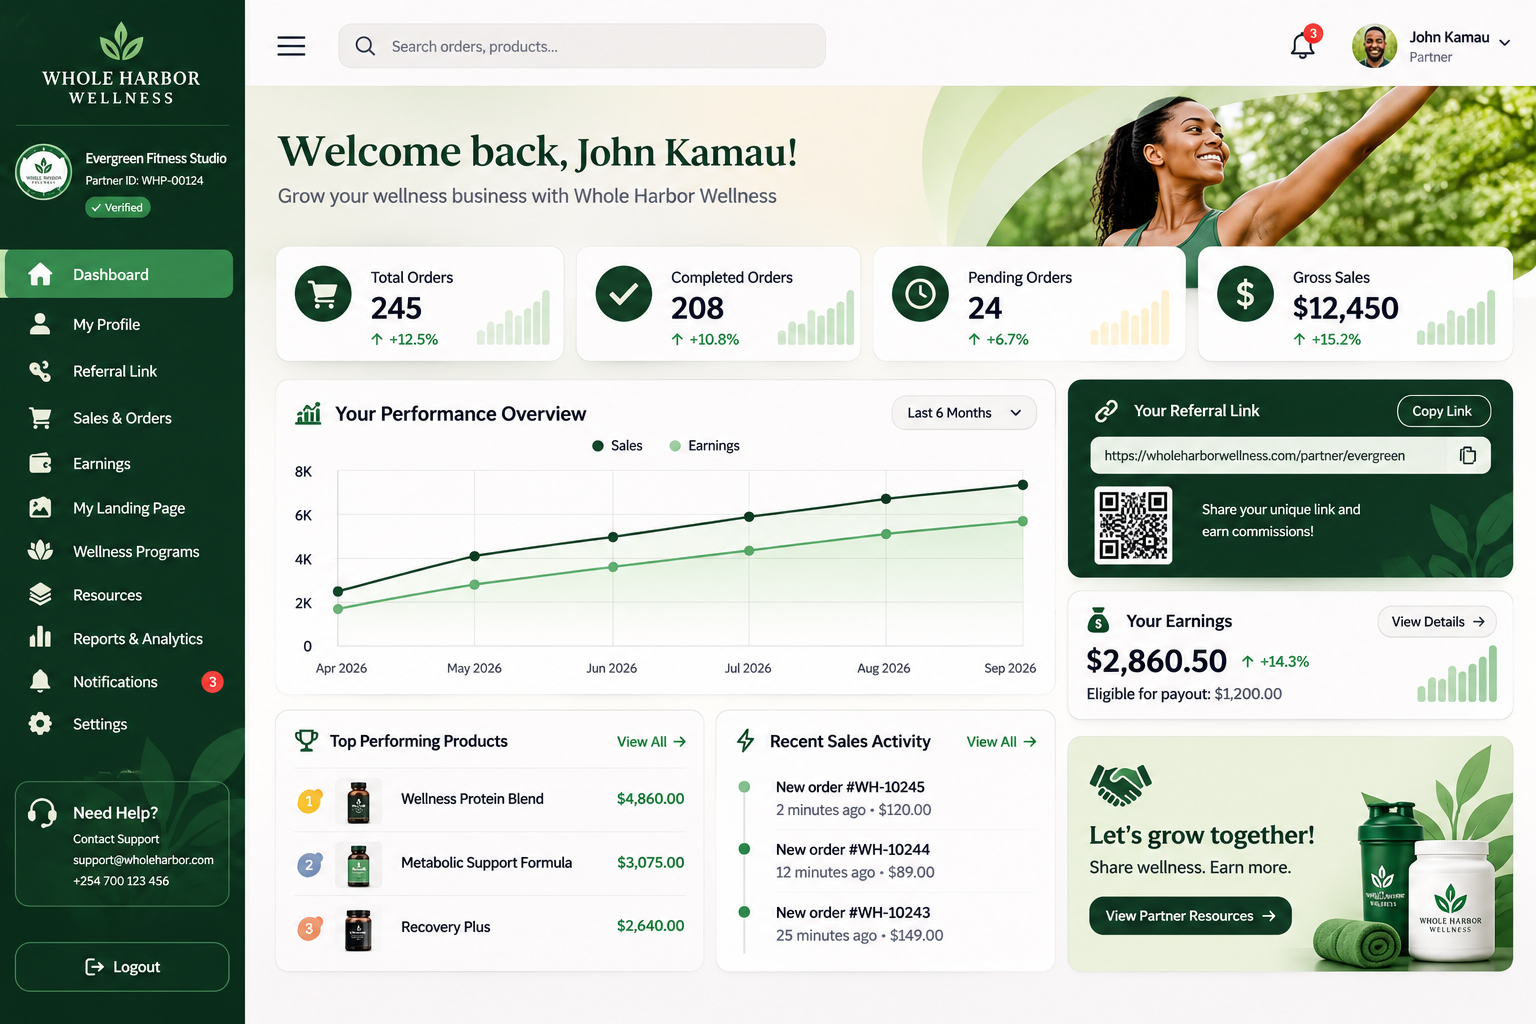 WHOLE HARBOR
WELLNESS
Evergreen Fitness Studio
Partner ID: WHP-00124
Verified
Dashboard
My Profile
Referral Link
Sales & Orders
Earnings
My Landing Page
Wellness Programs
Resources
Reports & Analytics
Notifications
3
Settings
Need Help?
Contact Support
support@wholeharbor.com
+254 700 123 456
Logout
Search orders, products...
3
John Kamau
Partner
Welcome back, John Kamau!
Grow your wellness business with Whole Harbor Wellness
Total Orders
245
↑ +12.5%
Completed Orders
208
↑ +10.8%
Pending Orders
24
↑ +6.7%
Gross Sales
$12,450
↑ +15.2%
Your Performance Overview
Last 6 Months
Sales
Earnings
8K
6K
4K
2K
0
Apr 2026
May 2026
Jun 2026
Jul 2026
Aug 2026
Sep 2026
Your Referral Link
Copy Link
https://wholeharborwellness.com/partner/evergreen
Share your unique link and
earn commissions!
Your Earnings
View Details →
$2,860.50
↑ +14.3%
Eligible for payout: $1,200.00
Top Performing Products
View All →
1
Wellness Protein Blend
$4,860.00
2
Metabolic Support Formula
$3,075.00
3
Recovery Plus
$2,640.00
Recent Sales Activity
View All →
New order #WH-10245
2 minutes ago • $120.00
New order #WH-10244
12 minutes ago • $89.00
New order #WH-10243
25 minutes ago • $149.00
Let's grow together!
Share wellness. Earn more.
View Partner Resources →
WHOLE HARBOR
WELLNESS